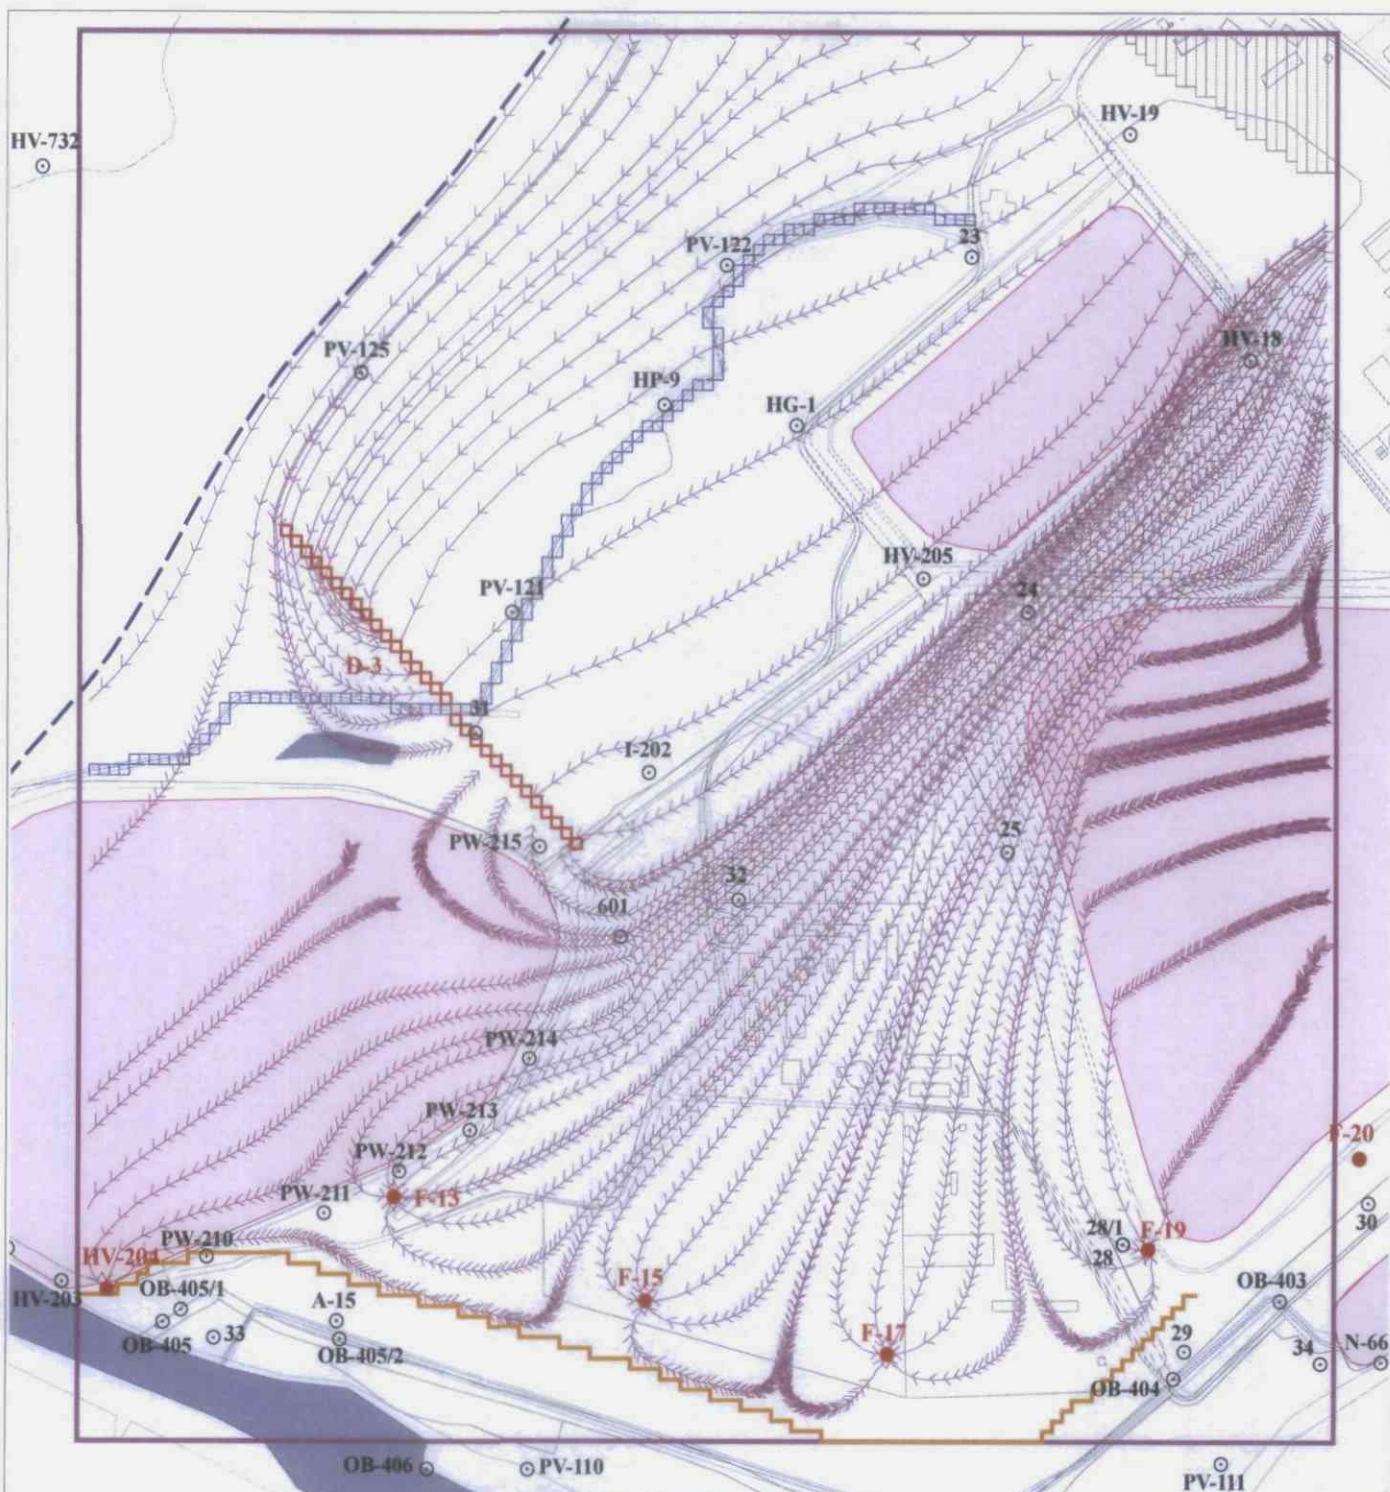 HV-732
HV-19
PV-122
23
PV-125
HV-18
HP-9
HG-1
HV-205
24
PV-121
D-3
31
I-202
25
PW-215
32
601
PW-214
PW-213
PW-212
F-20
PW-211
F-13
30
PW-210
28/1
F-19
28
HV-204
HV-203
OB-405/1
F-15
OB-403
A-15
OB-405
33
F-17
29
OB-405/2
34
N-66
OB-404
OB-406
PV-110
PV-111